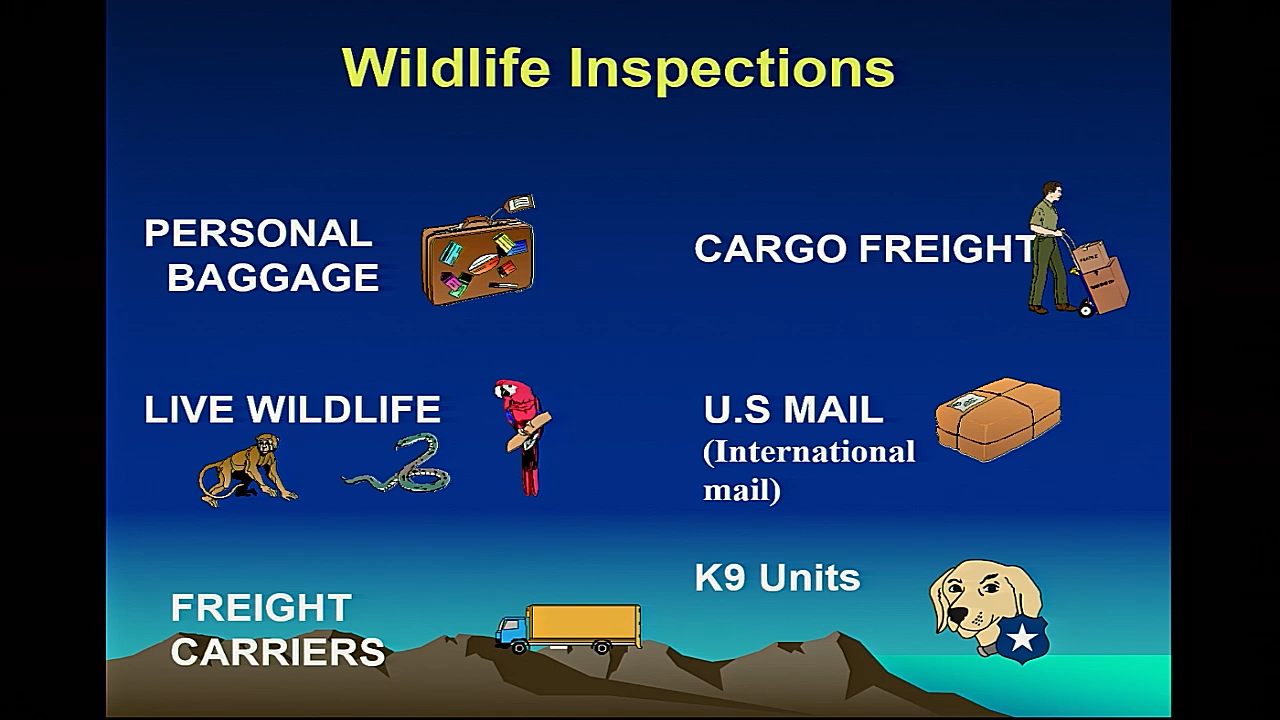 Wildlife Inspections
PERSONAL
BAGGAGE
CARGO FREIGHT
LIVE WILDLIFE
U.S MAIL
(International
mail)
K9 Units
FREIGHT
CARRIERS